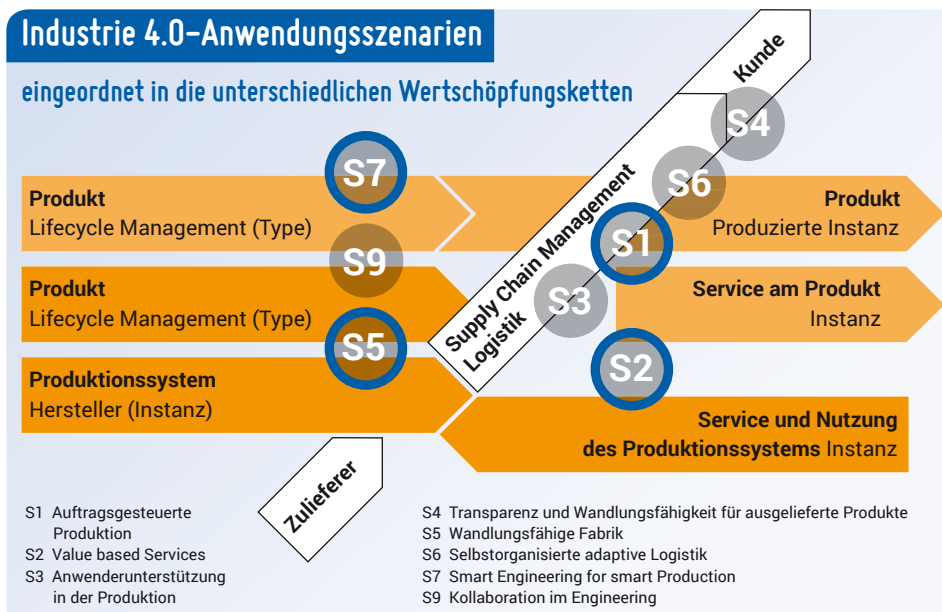 Industrie 4.0-Anwendungsszenarien
eingeordnet in die unterschiedlichen Wertschöpfungsketten
Kunde
S4
S7
S6
Produkt
Lifecycle Management (Type)
Produkt
Produzierte Instanz
S1
S9
Supply Chain Management
Logistik
S3
Produkt
Lifecycle Management (Type)
Service am Produkt
Instanz
S5
S2
Produktionssystem
Hersteller (Instanz)
Service und Nutzung
des Produktionssystems Instanz
Zulieferer
S1 Auftragsgesteuerte
Produktion
S2 Value based Services
S3 Anwenderunterstützung
in der Produktion
S4 Transparenz und Wandlungsfähigkeit für ausgelieferte Produkte
S5 Wandlungsfähige Fabrik
S6 Selbstorganisierte adaptive Logistik
S7 Smart Engineering for smart Production
S9 Kollaboration im Engineering